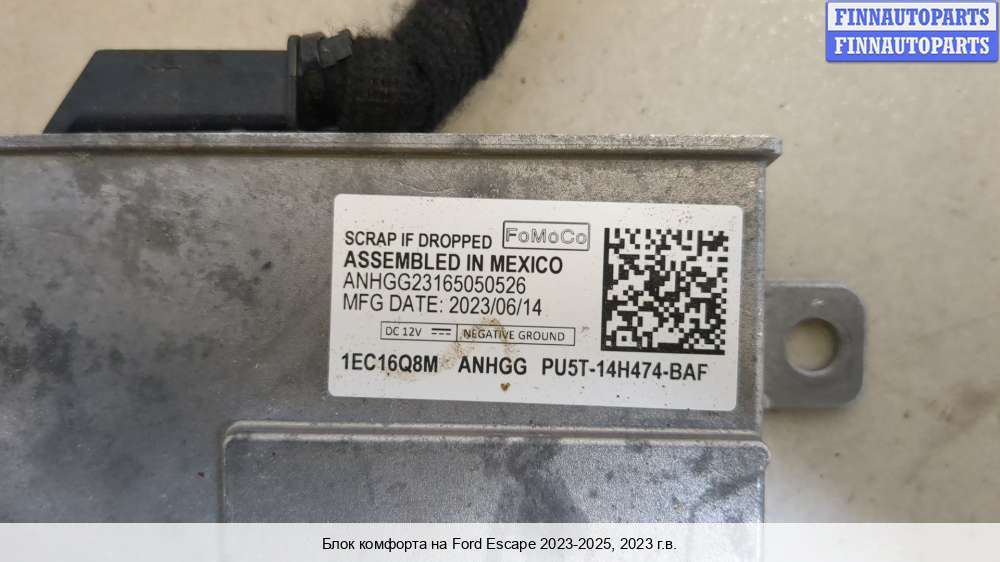 FINNAUTOPARTS
FINNAUTOPARTS
SCRAP IF DROPPED FoMoCo
ASSEMBLED IN MEXICO
ANHGG23165050526
MFG DATE: 2023/06/14
DC 12V NEGATIVE GROUND
1EC16Q8M ANHGG PU5T-14H474-BAF
Блок комфорта на Ford Escape 2023-2025, 2023 г.в.